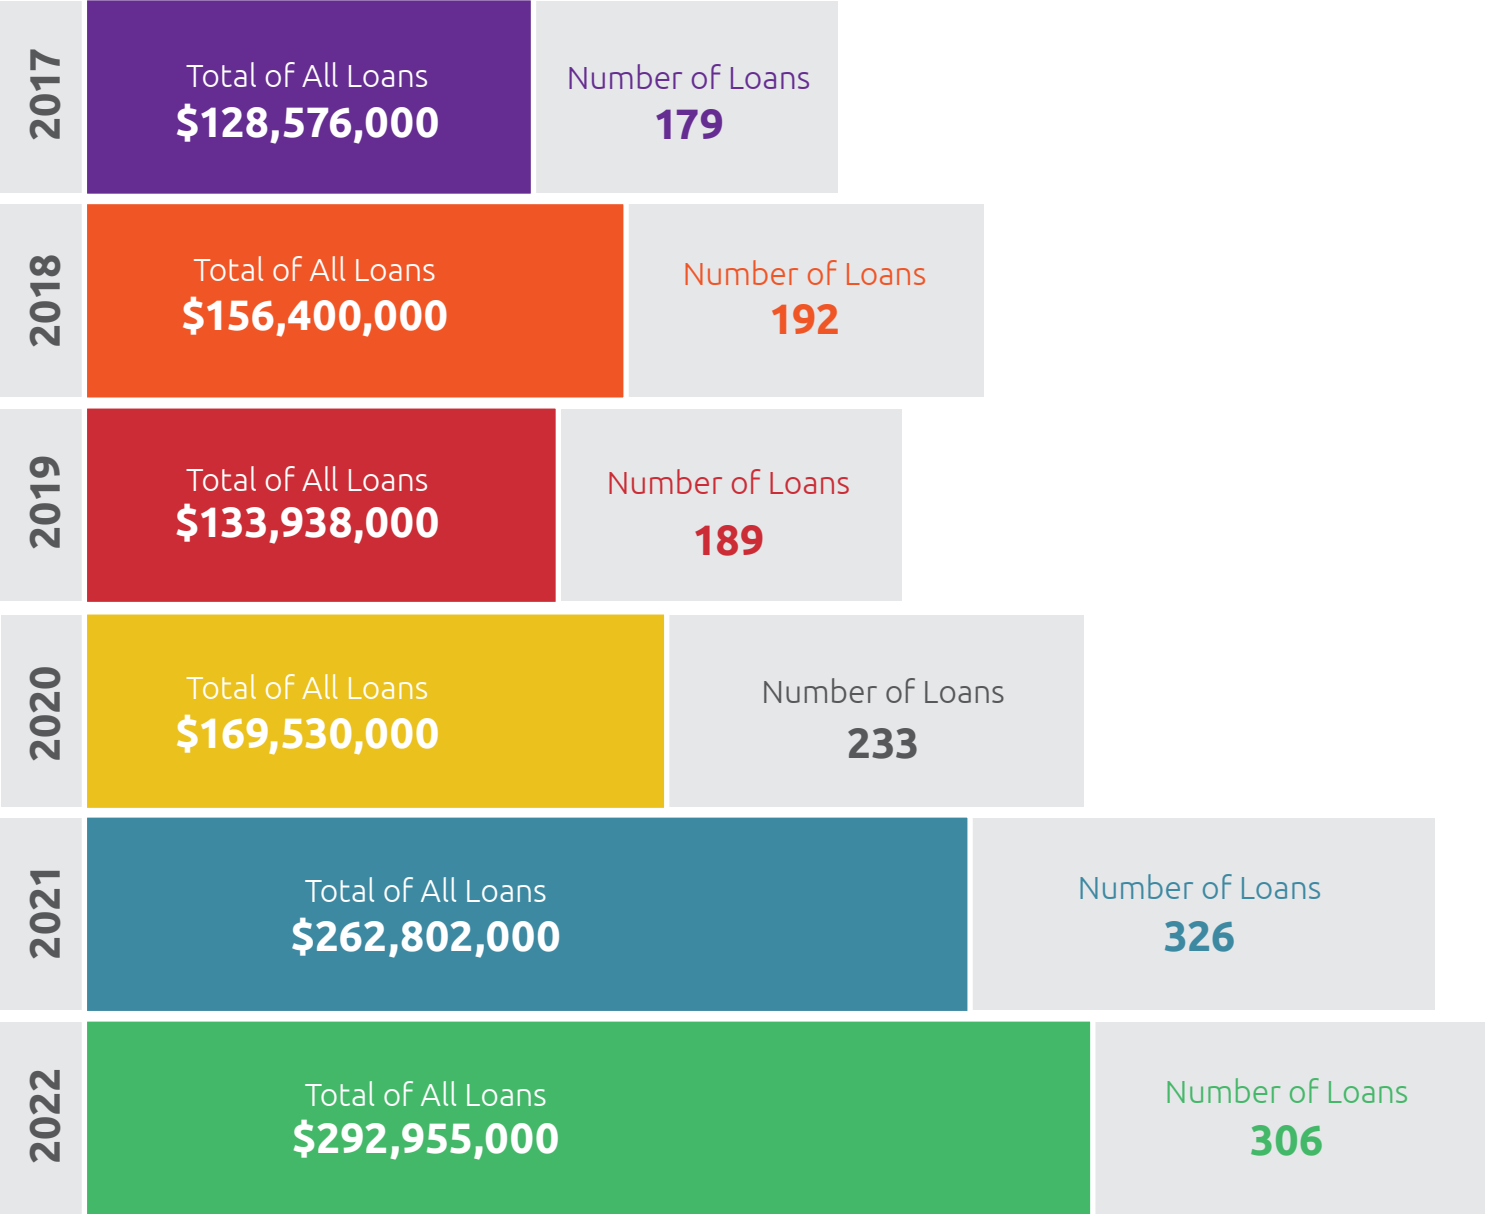 2017
Total of All Loans
$128,576,000
Number of Loans
179
2018
Total of All Loans
$156,400,000
Number of Loans
192
2019
Total of All Loans
$133,938,000
Number of Loans
189
2020
Total of All Loans
$169,530,000
Number of Loans
233
2021
Total of All Loans
$262,802,000
Number of Loans
326
2022
Total of All Loans
$292,955,000
Number of Loans
306